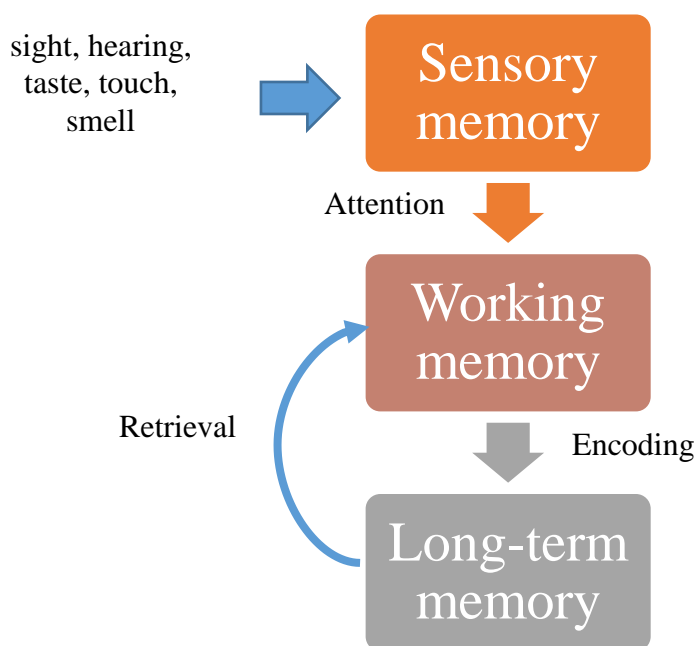 sight, hearing,
taste, touch,
smell
Sensory
memory
Attention
Working
memory
Retrieval
Encoding
Long-term
memory